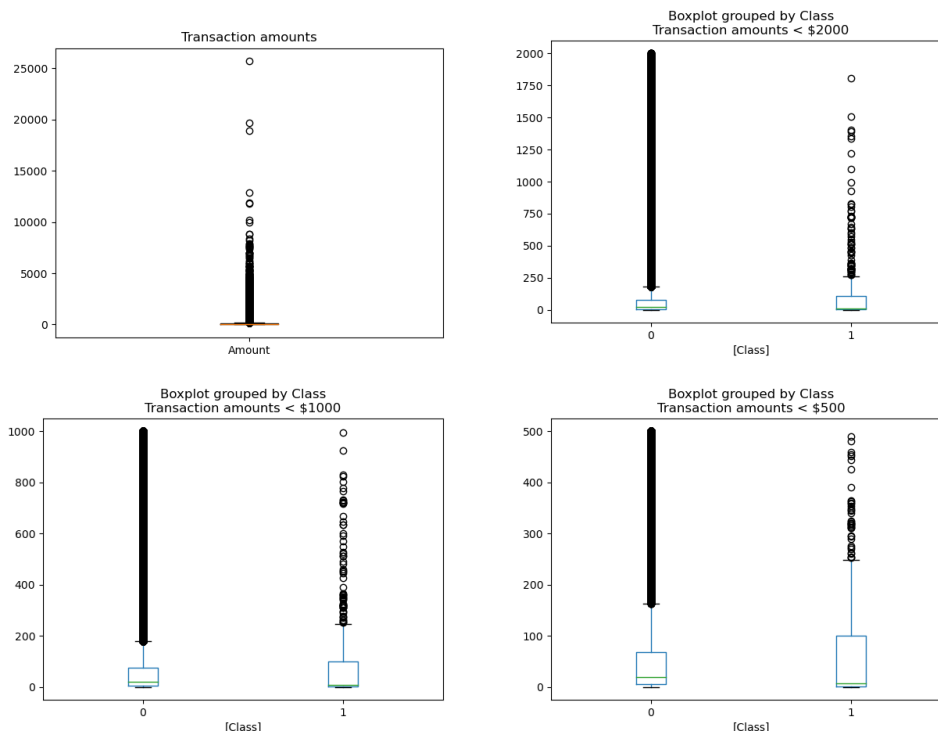 Transaction amounts
25000
20000
15000
10000
5000
0
Amount
Boxplot grouped by Class
Transaction amounts < $2000
2000
1750
1500
1250
1000
750
500
250
0
0 1
[Class]
Boxplot grouped by Class
Transaction amounts < $1000
1000
800
600
400
200
0
0 1
[Class]
Boxplot grouped by Class
Transaction amounts < $500
500
400
300
200
100
0
0 1
[Class]